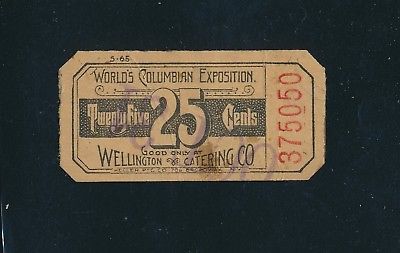 5-65
WORLD'S COLUMBIAN EXPOSITION.
Twenty Five 25 Cents
GOOD ONLY AT
WELLINGTON CATERING CO
375050